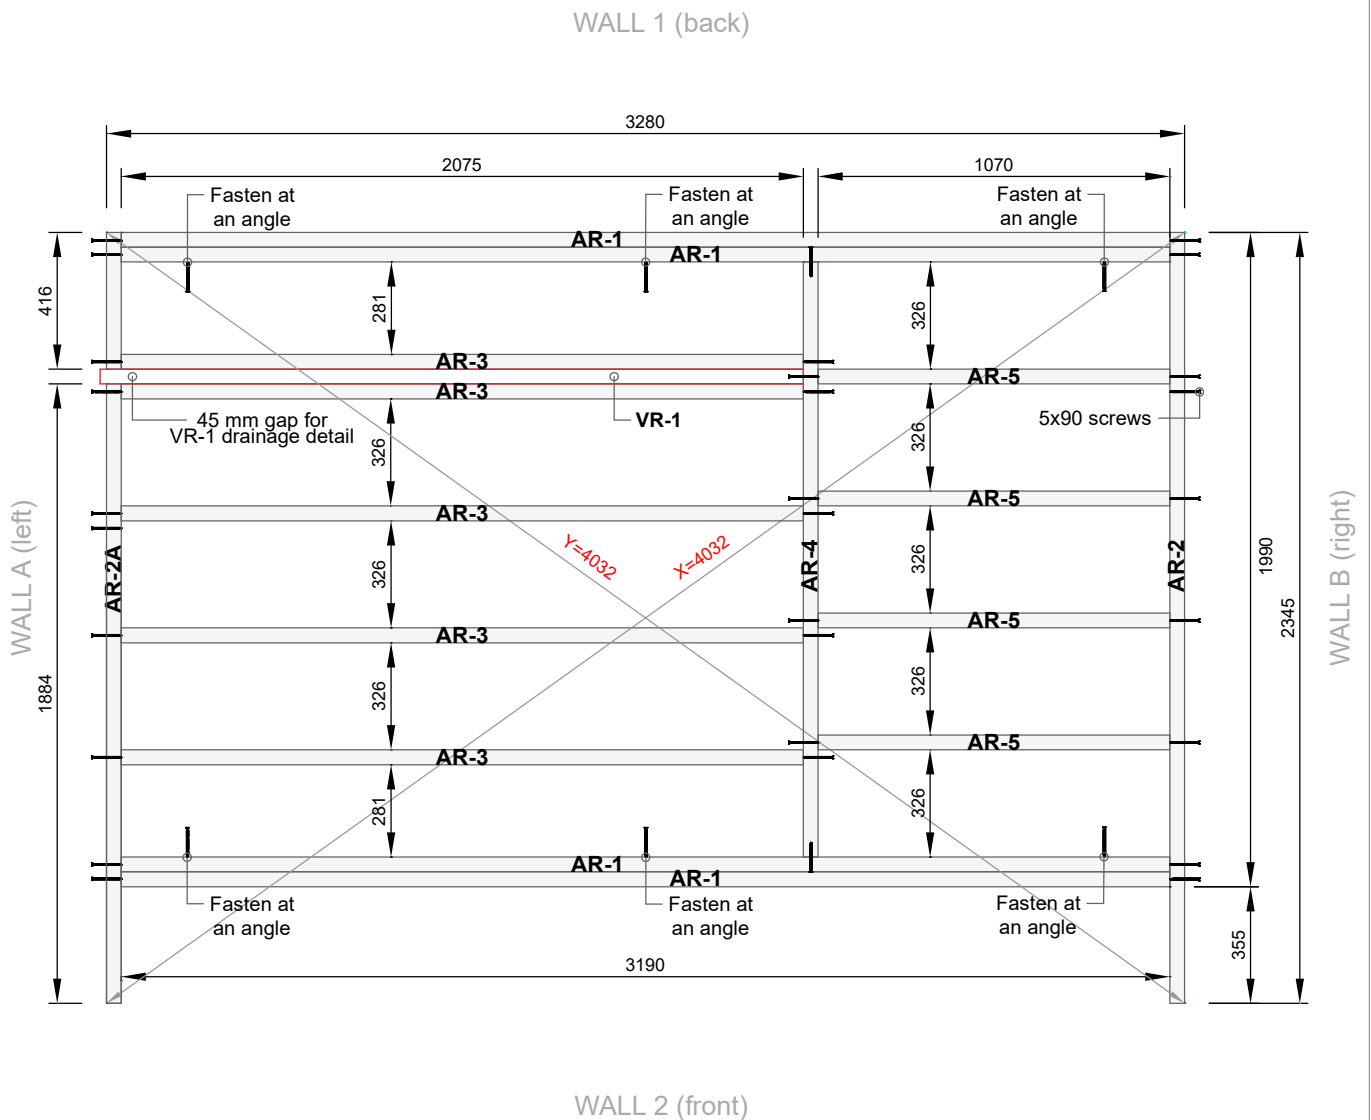 WALL 1 (back)
3280
2075
1070
Fasten at
an angle
Fasten at
an angle
Fasten at
an angle
AR-1
AR-1
416
281
326
AR-3
AR-5
AR-3
45 mm gap for
VR-1 drainage detail
VR-1
5x90 screws
326
326
AR-5
AR-3
WALL A (left)
AR-2A
Y=4032
X=4032
AR-4
AR-2
1990
2345
WALL B (right)
326
326
AR-5
AR-3
1884
326
326
AR-5
AR-3
281
326
AR-1
AR-1
Fasten at
an angle
Fasten at
an angle
Fasten at
an angle
355
3190
WALL 2 (front)